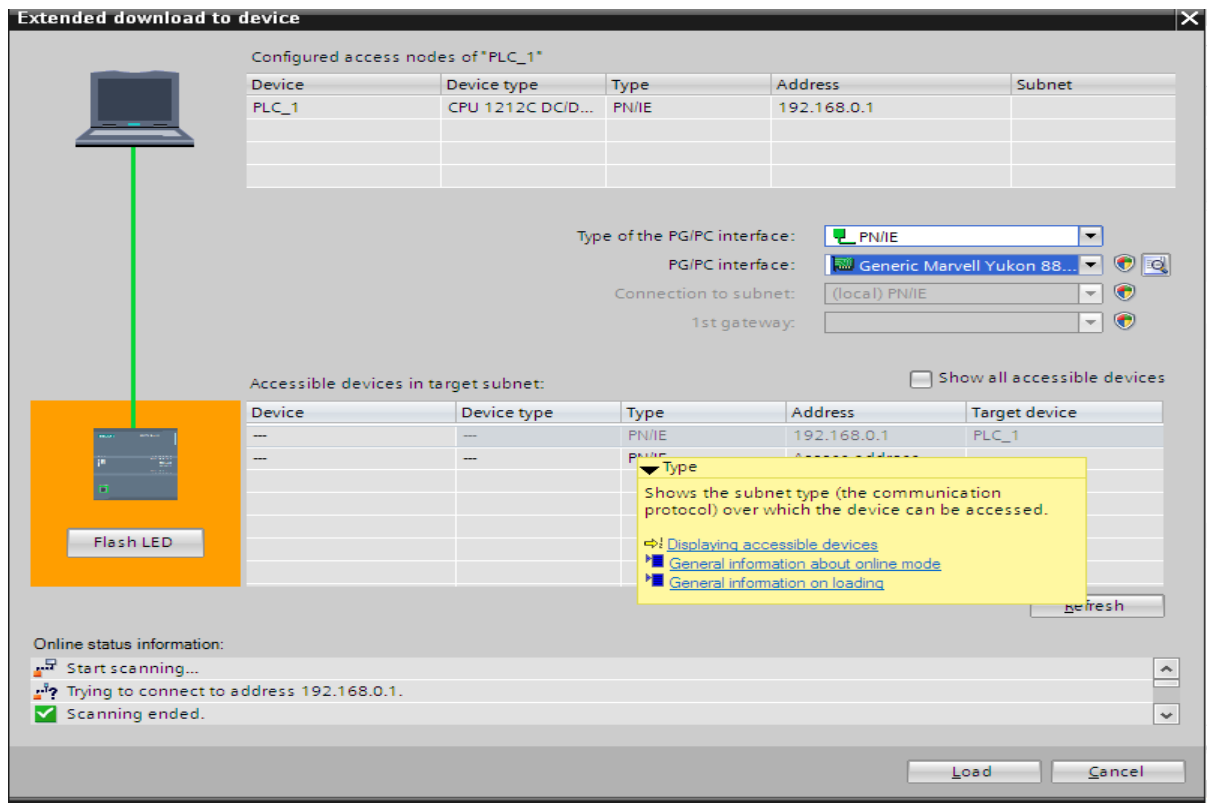 Extended download to device
Configured access nodes of "PLC_1"
Device Device type Type Address Subnet
PLC_1 CPU 1212C DC/D... PN/IE 192.168.0.1
Type of the PG/PC interface: PN/IE
PG/PC interface: Generic Marvell Yukon 88...
Connection to subnet: (local) PN/IE
1st gateway:
Accessible devices in target subnet: Show all accessible devices
Device Device type Type Address Target device
--- --- PN/IE 192.168.0.1 PLC_1
--- --- PN/IE Access address
Type
Shows the subnet type (the communication
protocol) over which the device can be accessed.
Displaying accessible devices
General information about online mode
General information on loading
Flash LED
Refresh
Online status information:
Start scanning...
Trying to connect to address 192.168.0.1.
Scanning ended.
Load Cancel